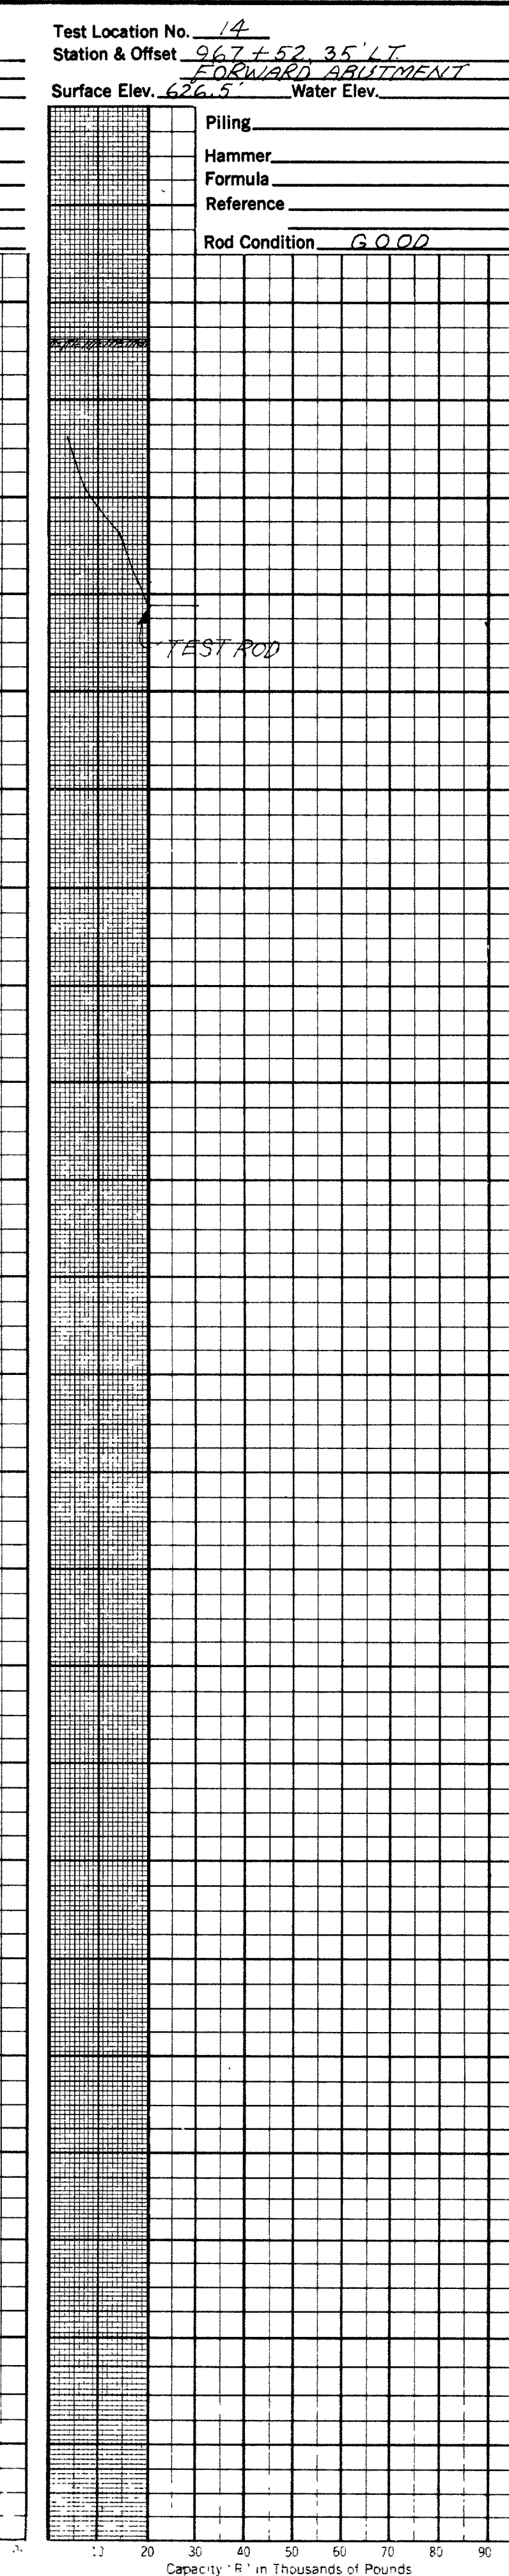 Test Location No. 14
Station & Offset 967 + 52, 35' LT.
FORWARD ABUTMENT
Surface Elev. 626.5' Water Elev.
Piling
Hammer
Formula
Reference
Rod Condition GOOD
TEST ROD
10 20 30 40 50 60 70 80 90
Capacity "R" in Thousands of Pounds